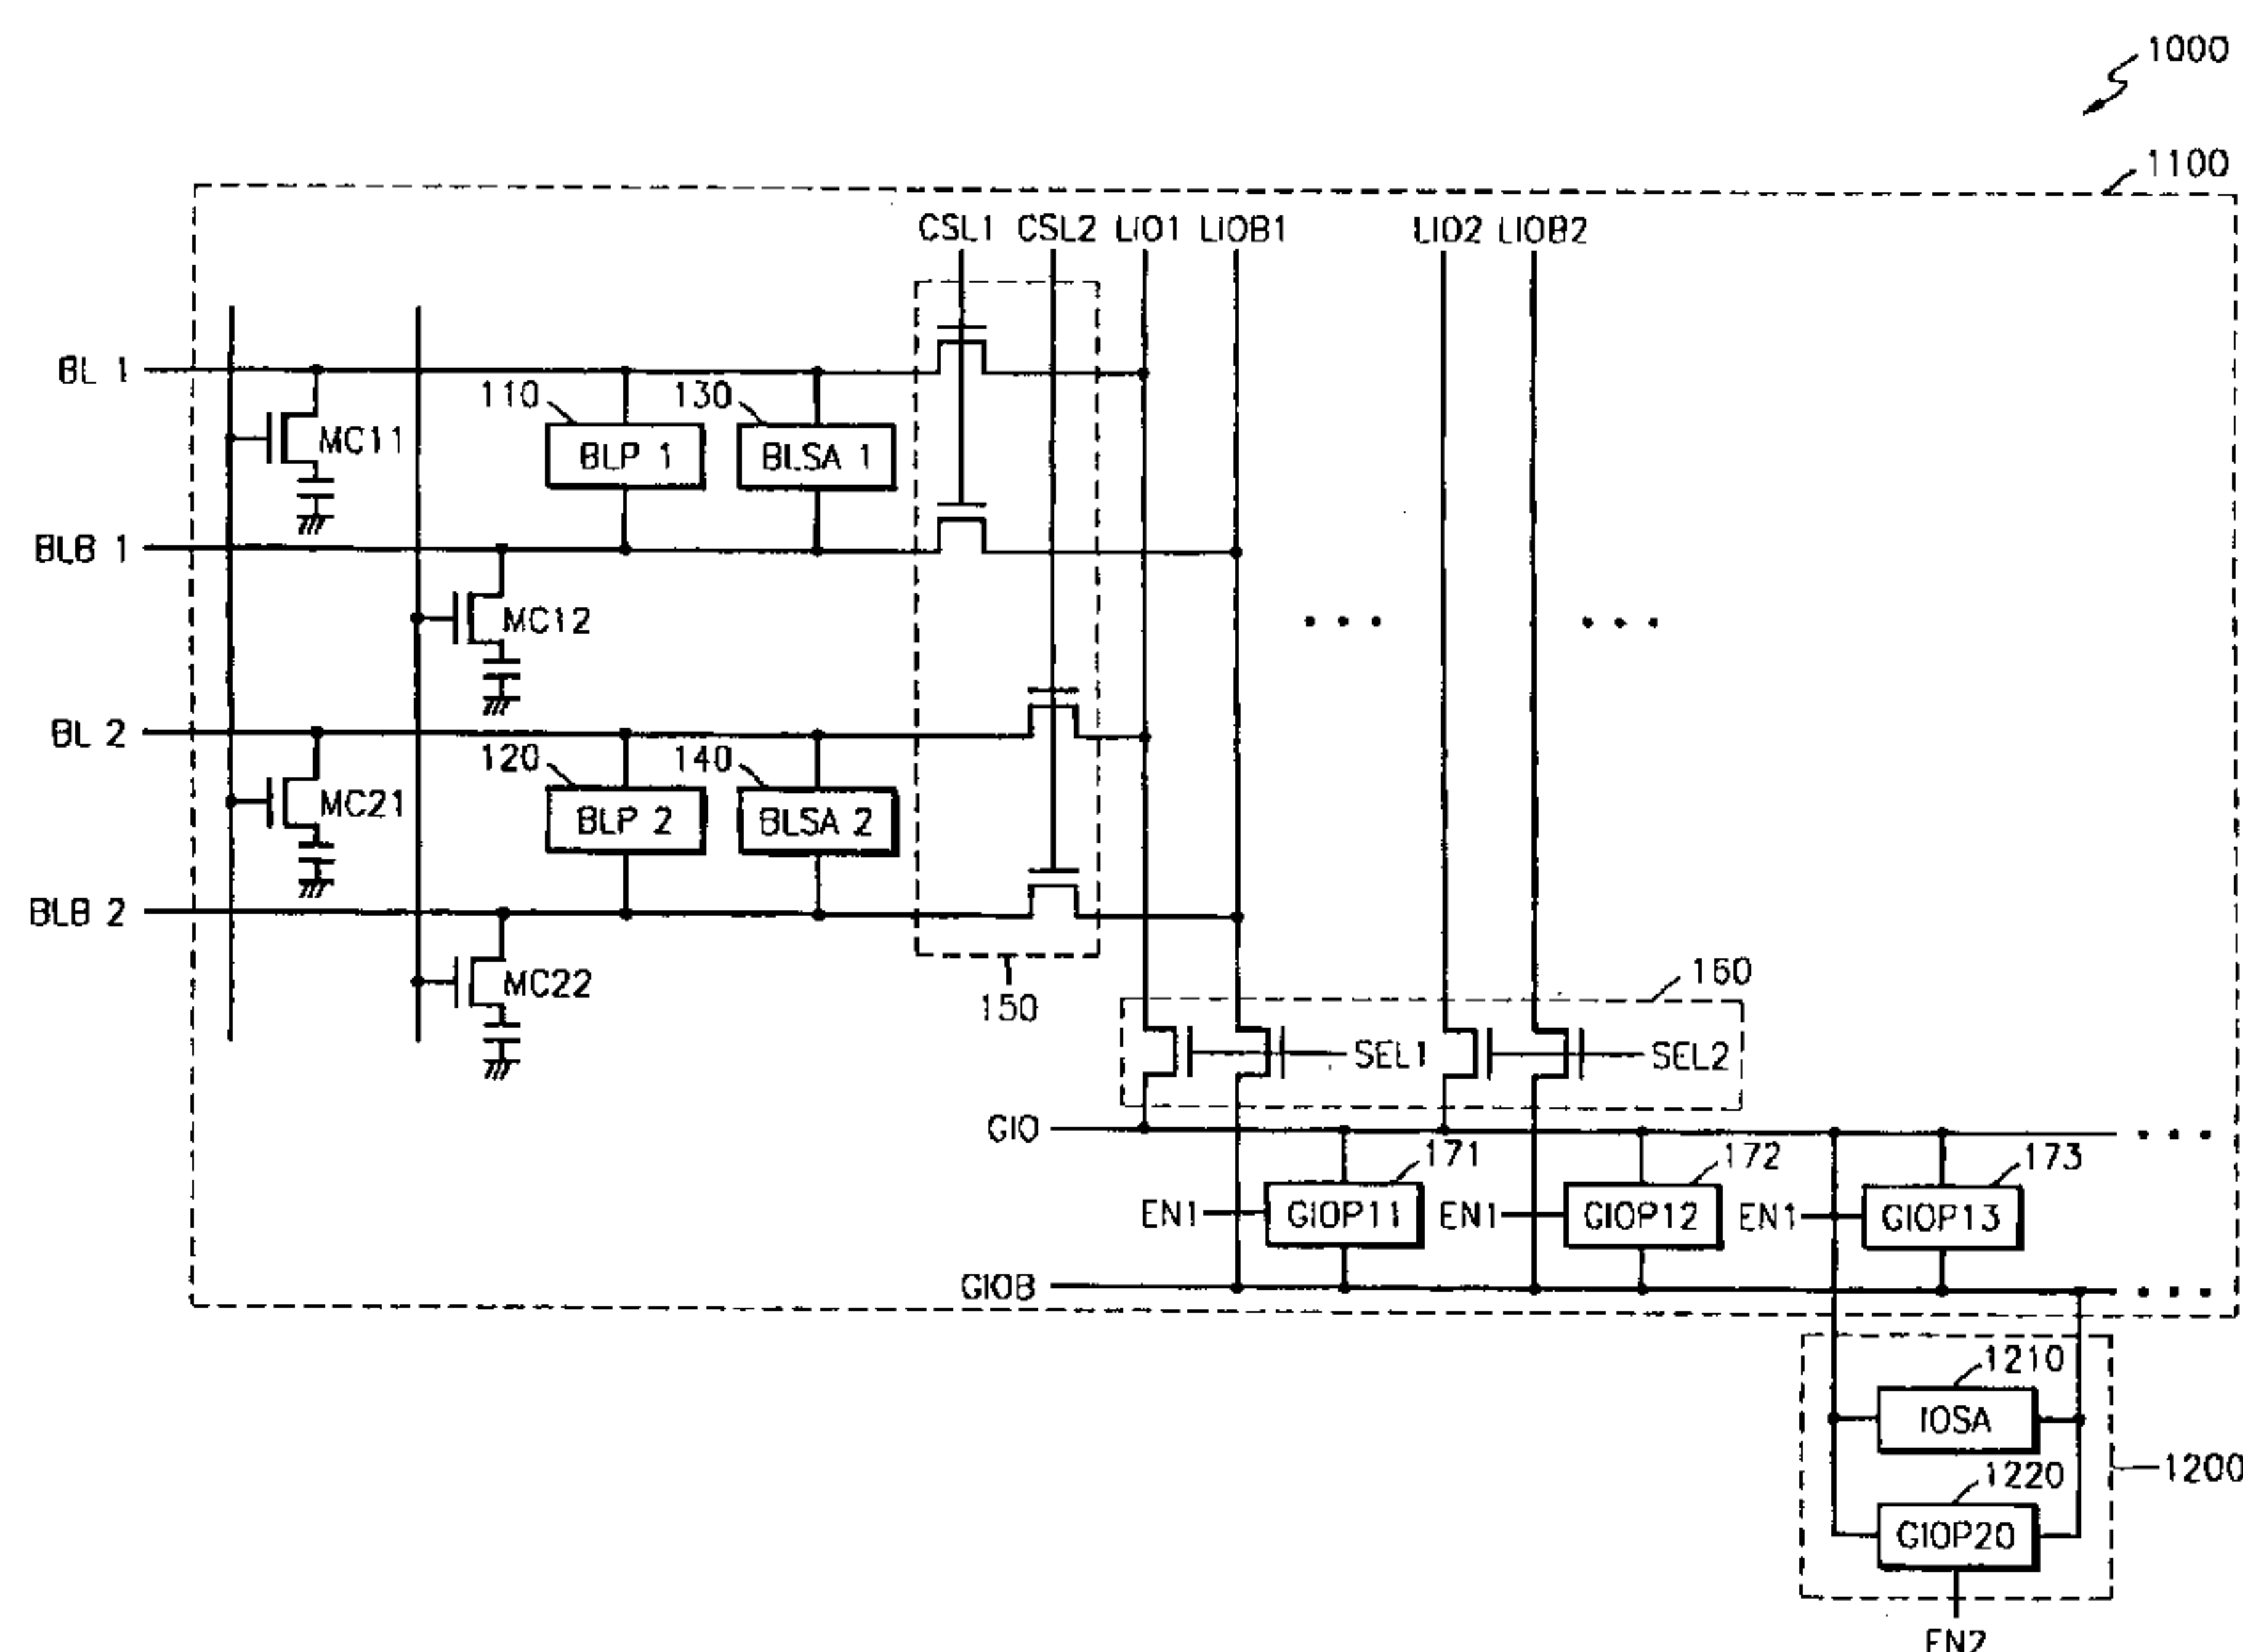 1000
1100
CSL1 CSL2 LIO1 LIOB1 LIO2 LIOB2
BL 1
110 130
MC11 BLP 1 BLSA 1
BLB 1
MC12
BL 2
120 140
MC21 BLP 2 BLSA 2
BLB 2
160
MC22
150
SEL1 SEL2
GIO
171 172 173
EN1 GIOP11 EN1 GIOP12 EN1 GIOP13
GIOB
1210
IOSA
1200
1220
GIOP20
EN2